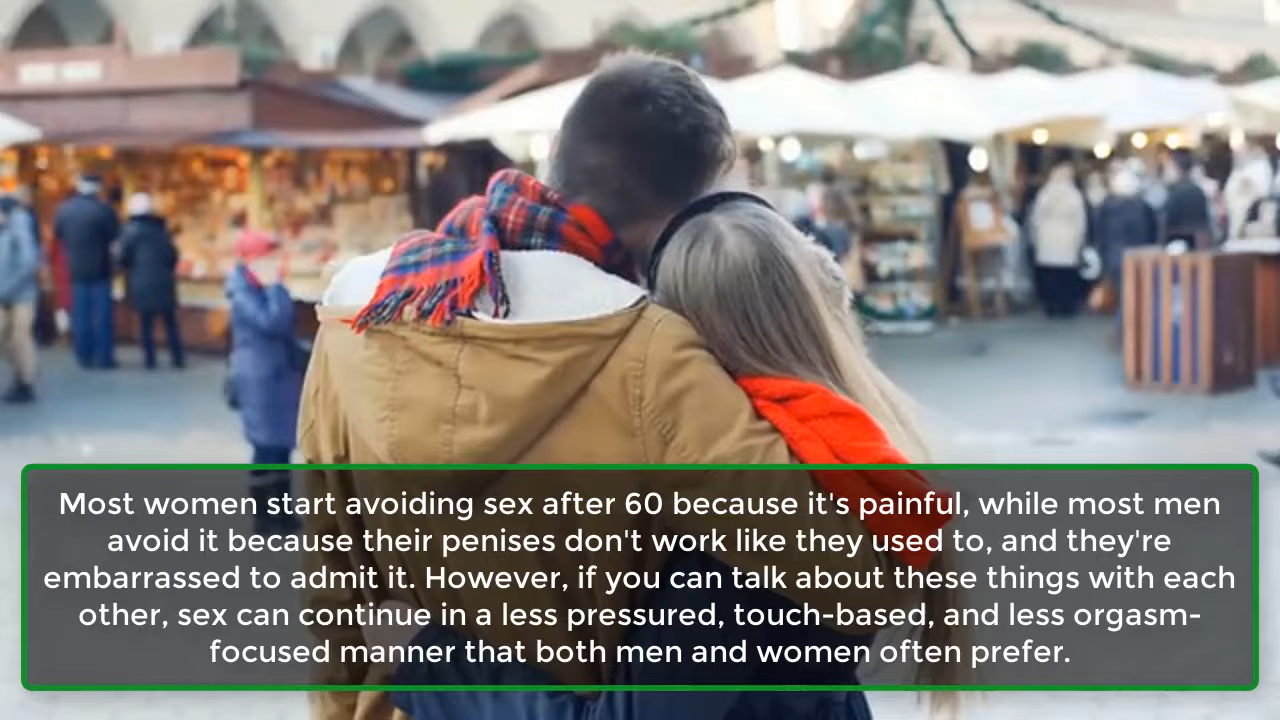 Most women start avoiding sex after 60 because it's painful, while most men
avoid it because their penises don't work like they used to, and they're
embarrassed to admit it. However, if you can talk about these things with each
other, sex can continue in a less pressured, touch-based, and less orgasm-
focused manner that both men and women often prefer.